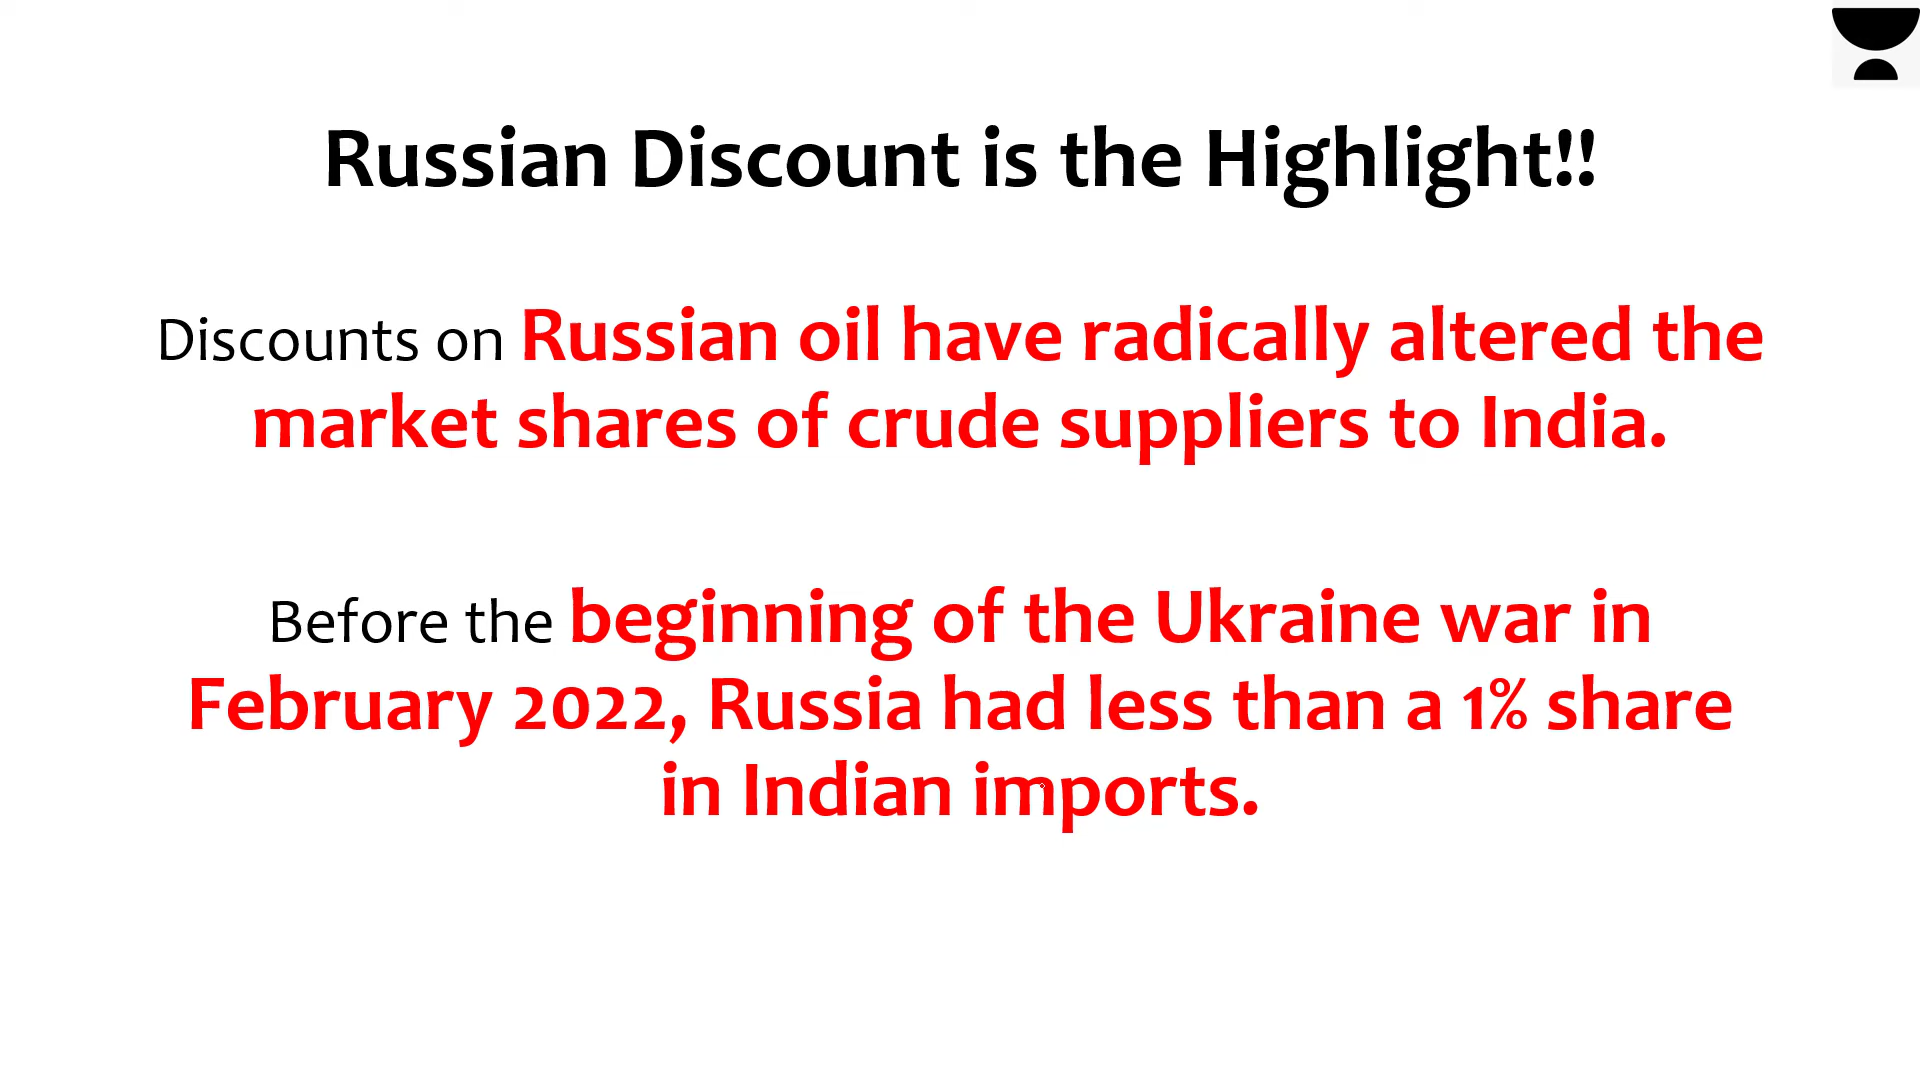 Russian Discount is the Highlight!!
Discounts on Russian oil have radically altered the
market shares of crude suppliers to India.
Before the beginning of the Ukraine war in
February 2022, Russia had less than a 1% share
in Indian imports.